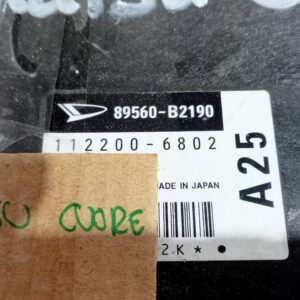 89560-B2190
112200-6802
A25
MADE IN JAPAN
CUORE
2K* •